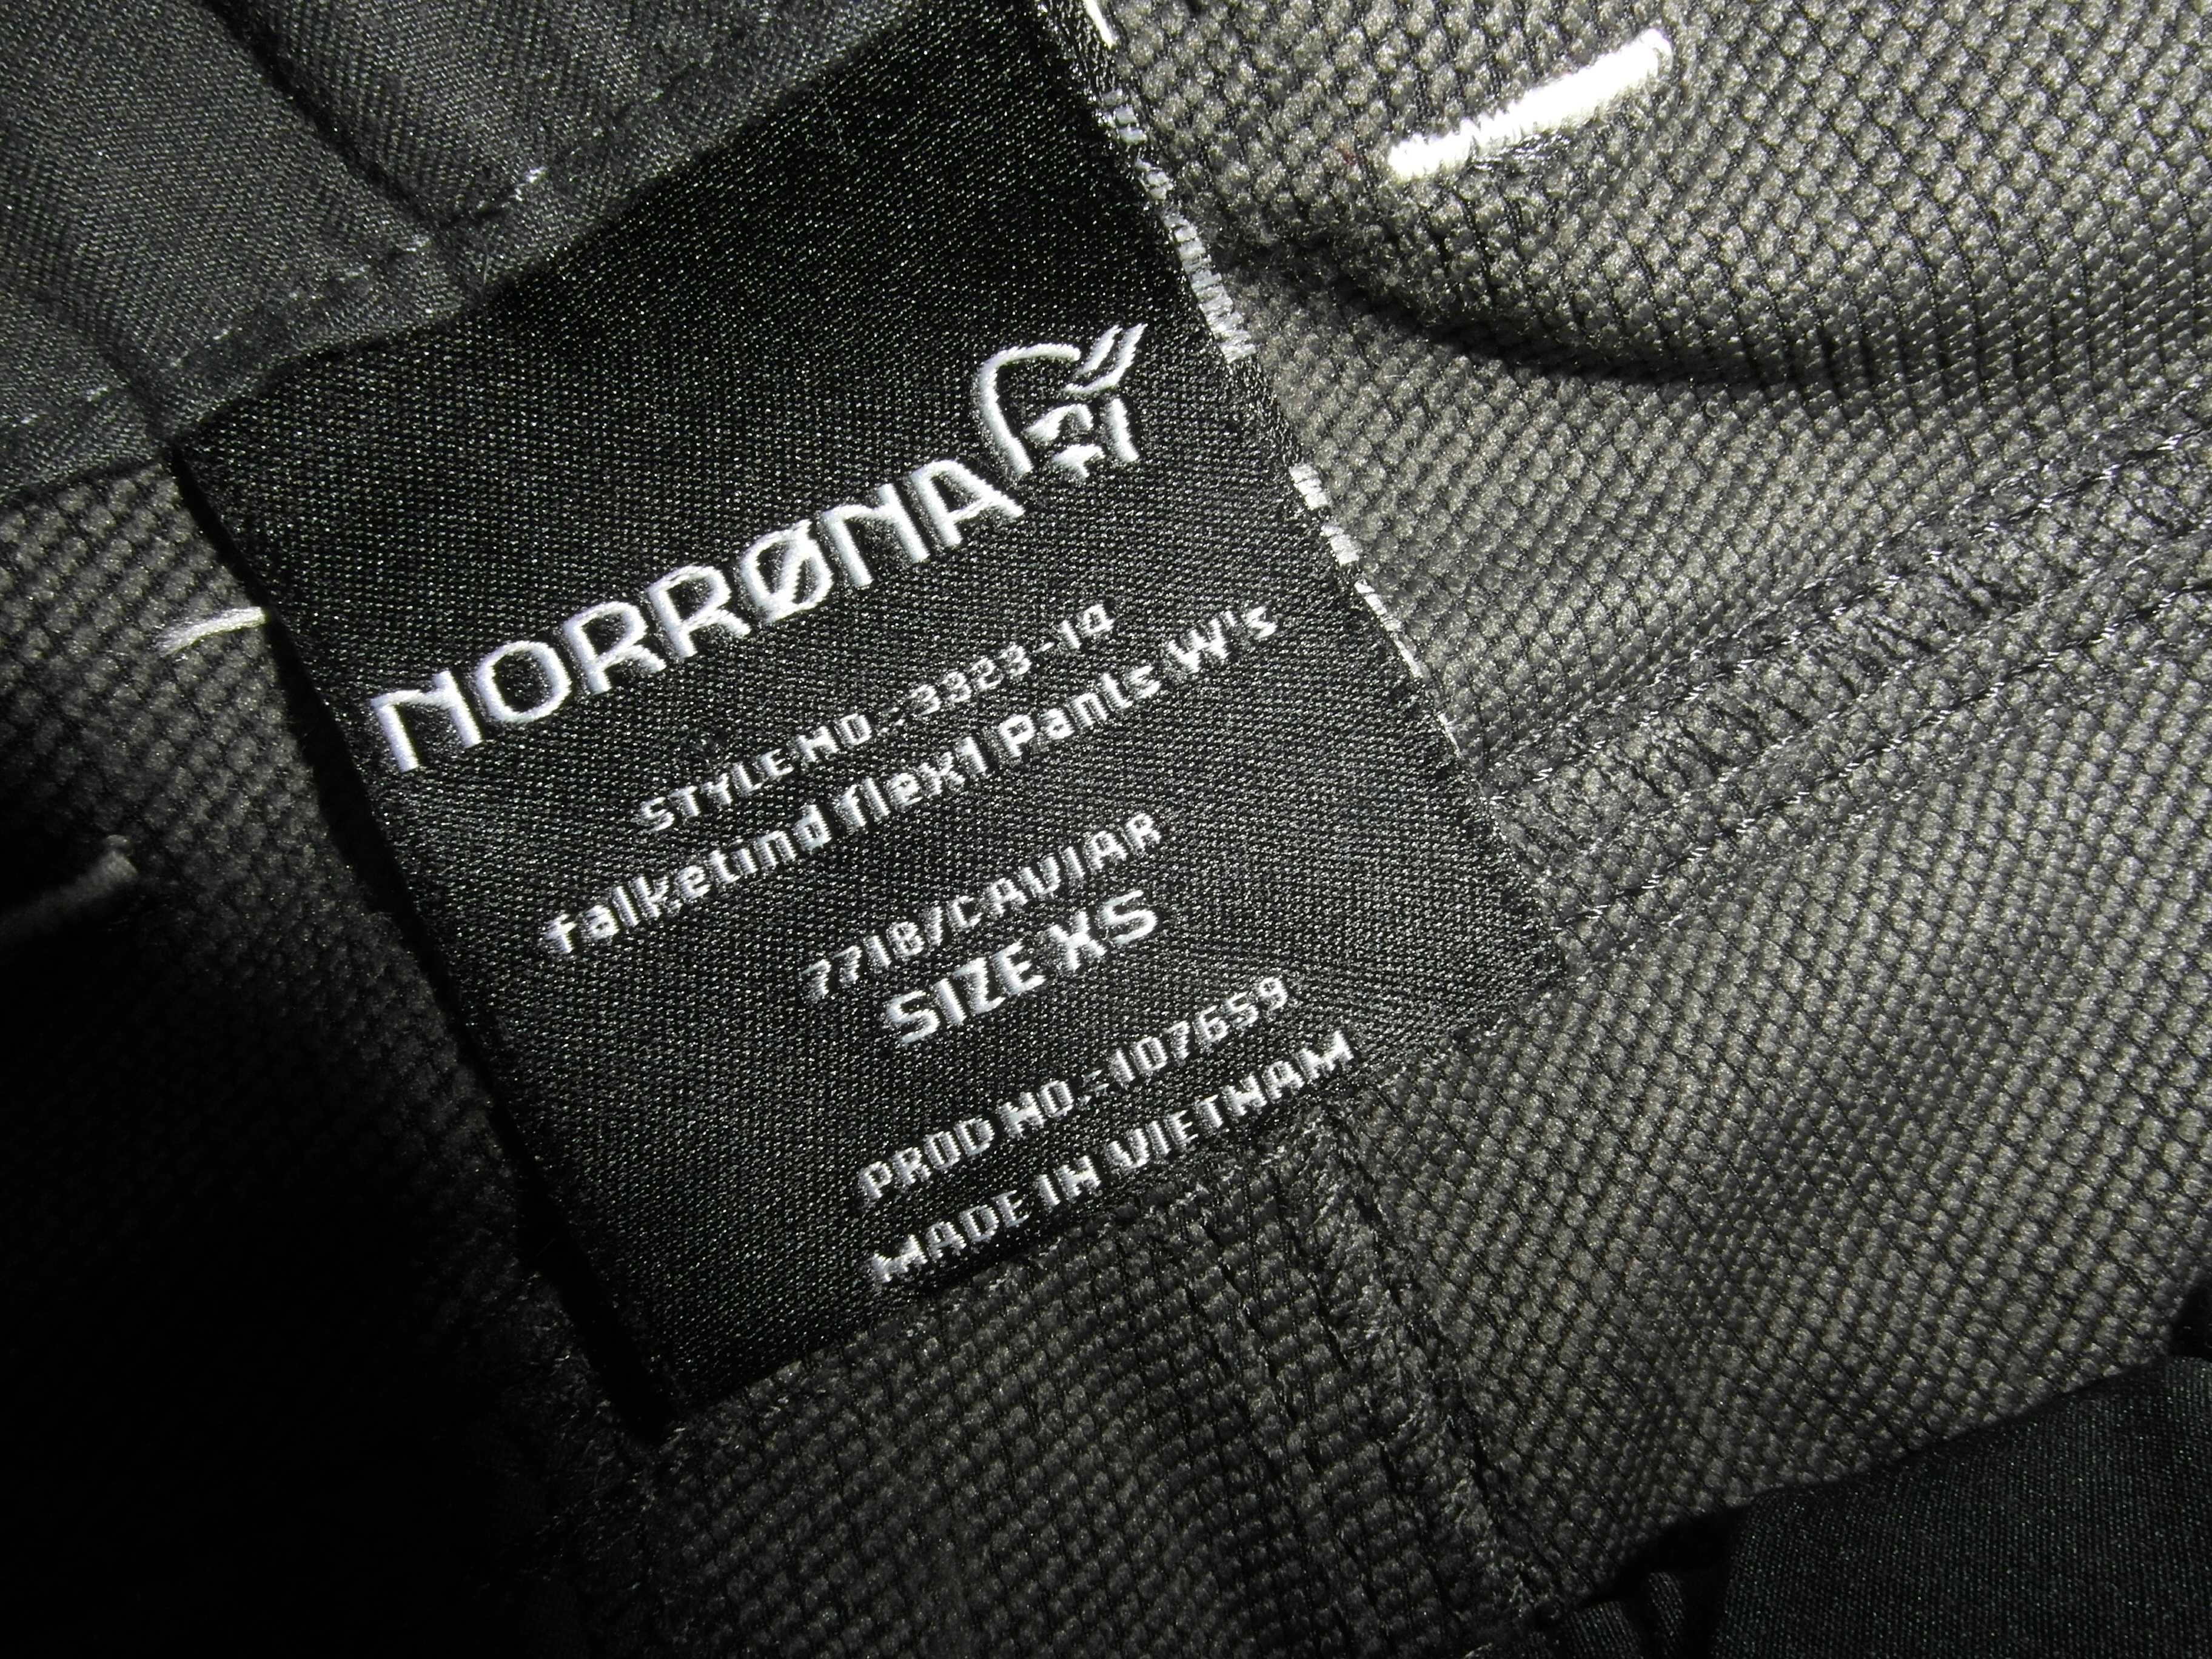 NORRØNA
STYLE NO.:3323-14
falketind flex1 Pants W's
7718/CAVIAR
SIZE XS
PROD NO.:107659
MADE IN VIETNAM